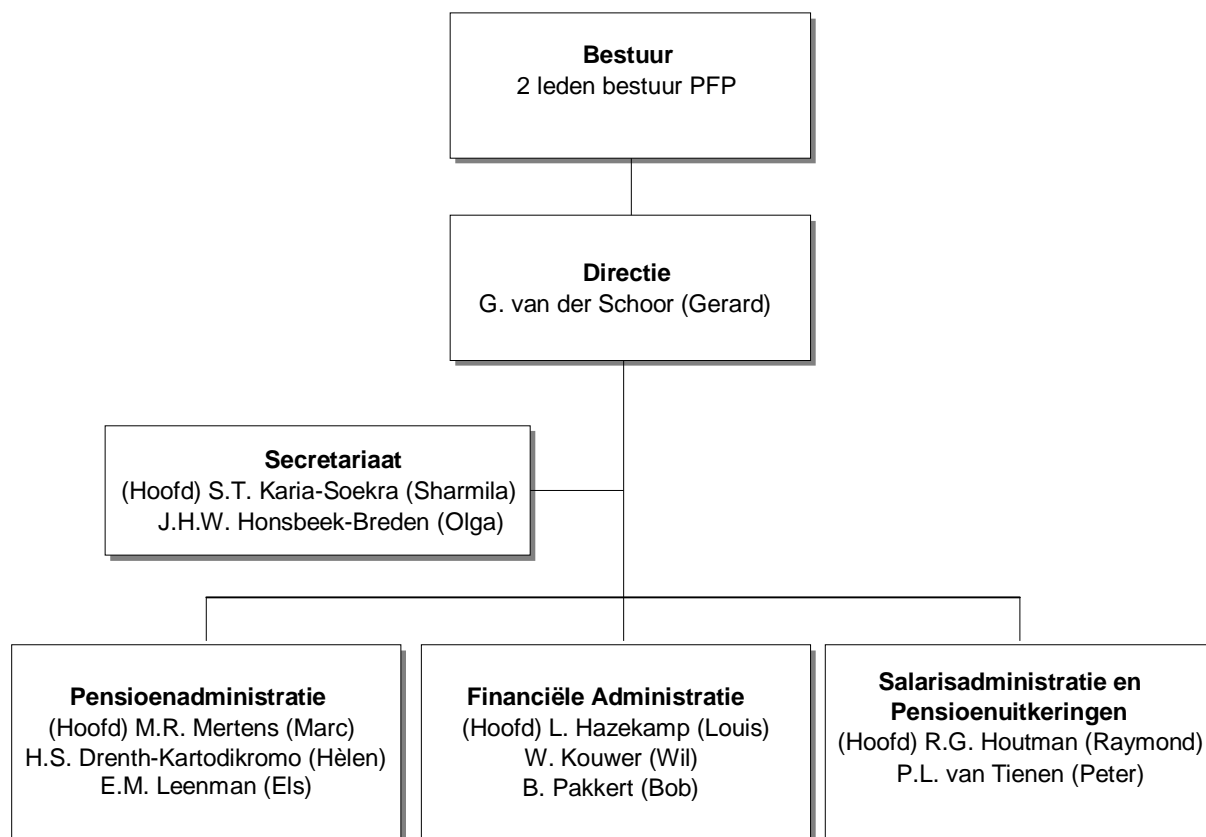 Bestuur
2 leden bestuur PFP
Directie
G. van der Schoor (Gerard)
Secretariaat
(Hoofd) S.T. Karia-Soekra (Sharmila)
J.H.W. Honsbeek-Breden (Olga)
Pensioenadministratie
(Hoofd) M.R. Mertens (Marc)
H.S. Drenth-Kartodikromo (Hèlen)
E.M. Leenman (Els)
Financiële Administratie
(Hoofd) L. Hazekamp (Louis)
W. Kouwer (Wil)
B. Pakkert (Bob)
Salarisadministratie en
Pensioenuitkeringen
(Hoofd) R.G. Houtman (Raymond)
P.L. van Tienen (Peter)